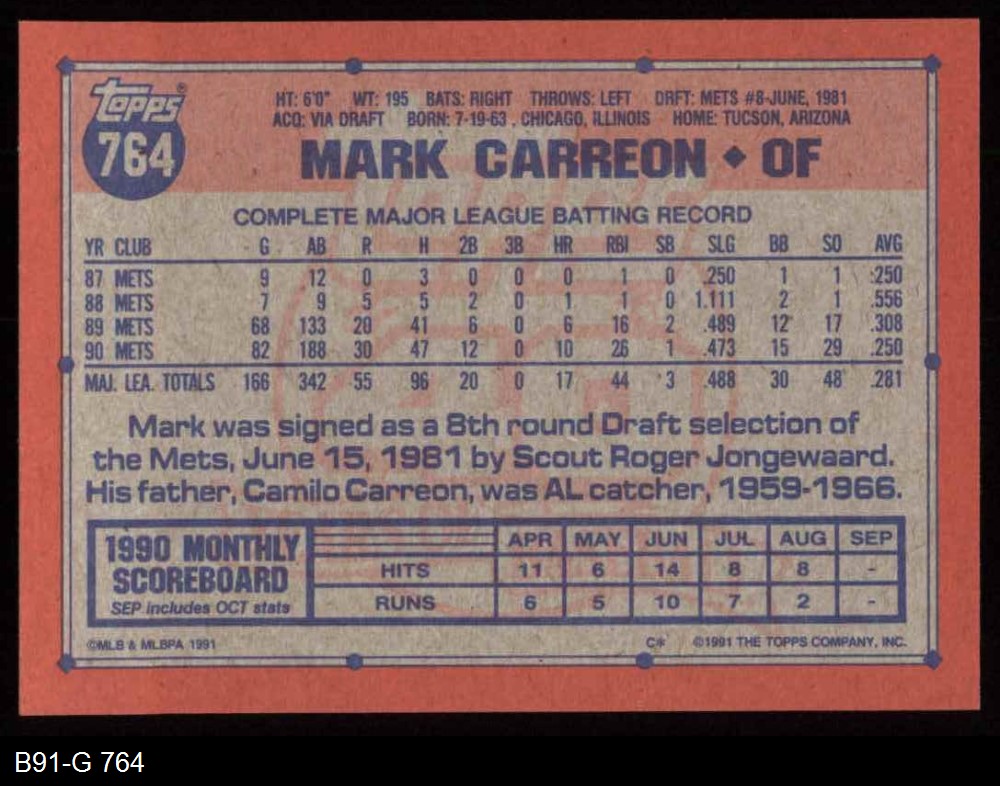 Topps®
764
HT: 6'0" WT: 195 BATS: RIGHT THROWS: LEFT DRFT: METS #8-JUNE, 1981
ACQ: VIA DRAFT BORN: 7-19-63, CHICAGO, ILLINOIS HOME: TUCSON, ARIZONA
MARK CARREON ◆ OF
COMPLETE MAJOR LEAGUE BATTING RECORD
YR CLUB G AB R H 2B 3B HR RBI SB SLG BB SO AVG
87 METS 9 12 0 3 0 0 0 1 0 .250 1 1 .250
88 METS 7 9 5 5 2 0 1 1 0 1.111 2 1 .556
89 METS 68 133 20 41 6 0 6 16 2 .489 12 17 .308
90 METS 82 188 30 47 12 0 10 26 1 .473 15 29 .250
MAJ. LEA. TOTALS 166 342 55 96 20 0 17 44 3 .488 30 48 .281
Mark was signed as a 8th round Draft selection of
the Mets, June 15, 1981 by Scout Roger Jongewaard.
His father, Camilo Carreon, was AL catcher, 1959-1966.
1990 MONTHLY
SCOREBOARD
SEP includes OCT stats
APR MAY JUN JUL AUG SEP
HITS 11 6 14 8 8 -
RUNS 6 5 10 7 2 -
©MLB & MLBPA 1991 C* ©1991 THE TOPPS COMPANY, INC.
B91-G 764